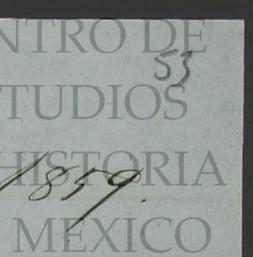 NTRO DE
53
TUDIOS
HISTORIA
1859.
MEXICO